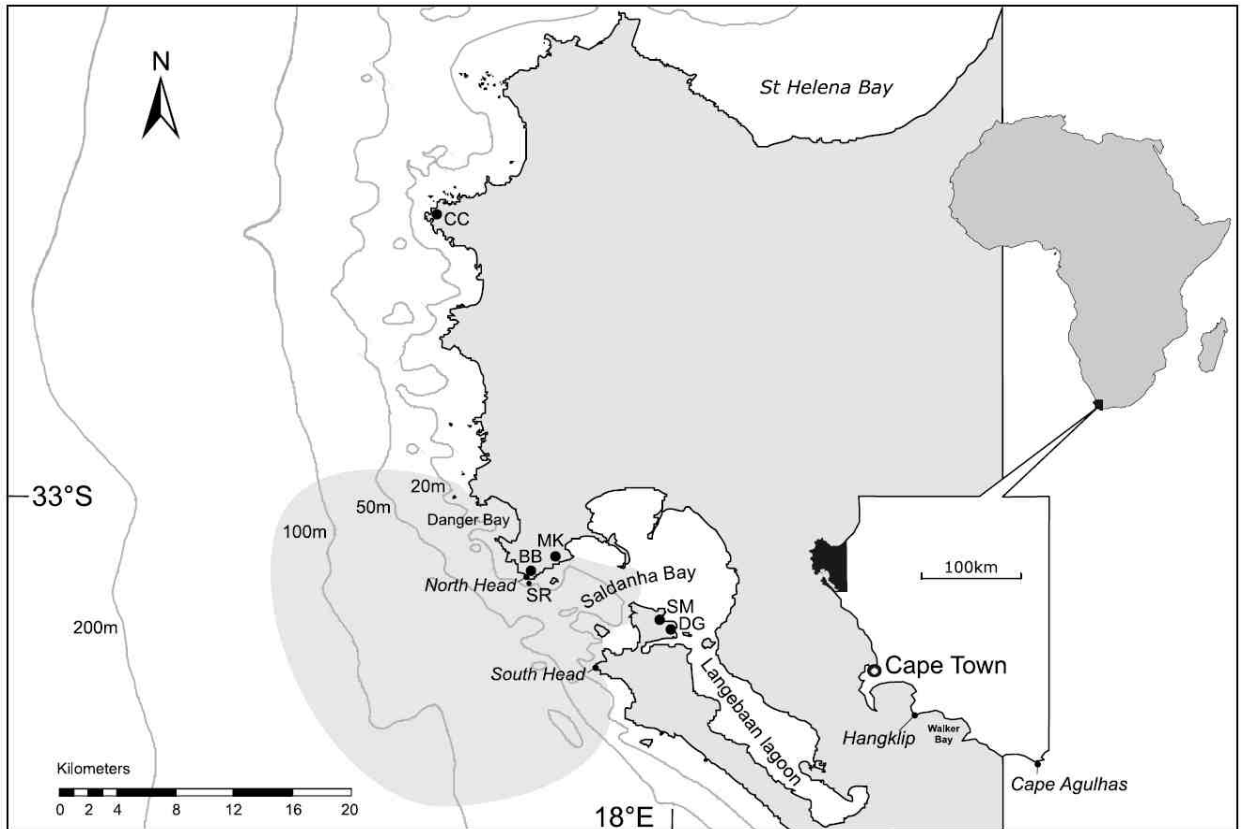 N
St Helena Bay
CC
33°S
20m
50m
100m
Danger Bay
MK
BB
North Head
SR
Saldanha Bay
SM
DG
200m
South Head
Langebaan lagoon
Kilometers
0 2 4 8 12 16 20
18°E
100km
Cape Town
Hangklip
Walker
Bay
Cape Agulhas